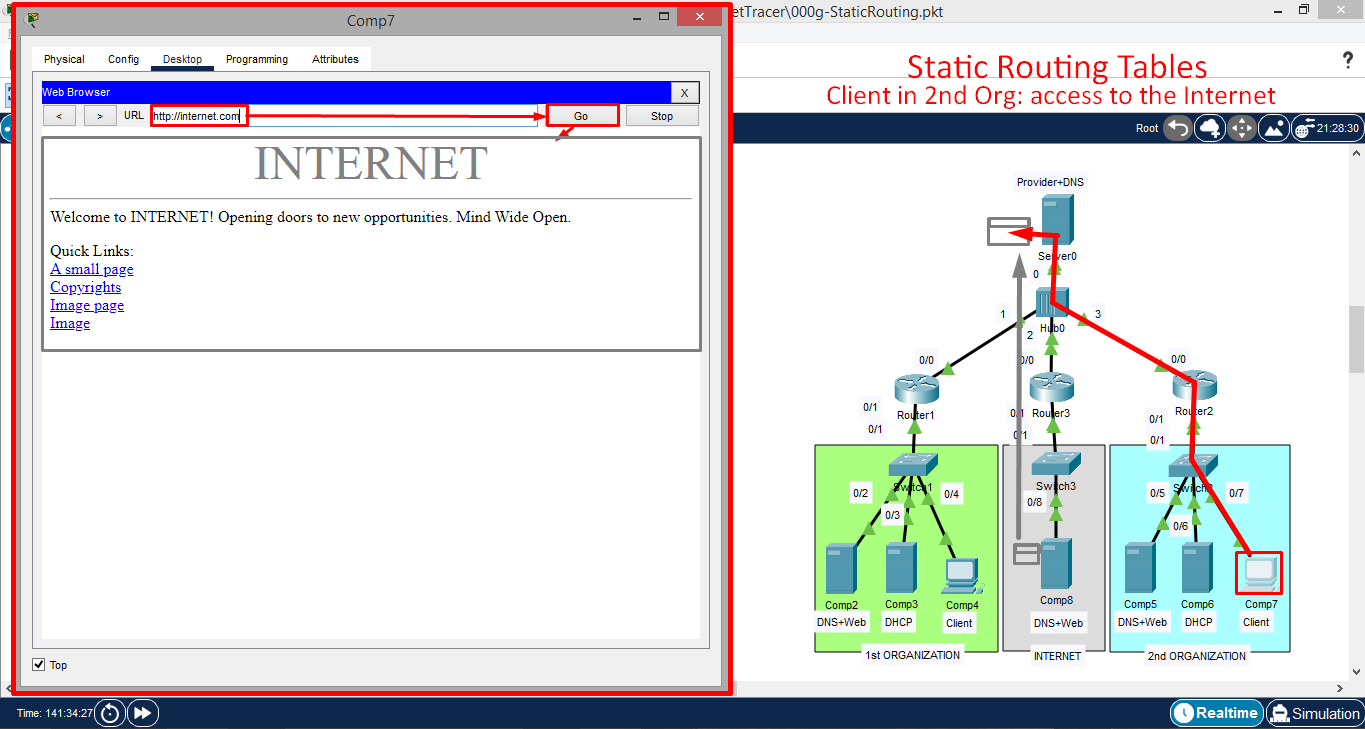 Comp7
etTracer\000g-StaticRouting.pkt
Physical Config Desktop Programming Attributes
Web Browser X
< > URL http://internet.com Go Stop
INTERNET
Welcome to INTERNET! Opening doors to new opportunities. Mind Wide Open.
Quick Links:
A small page
Copyrights
Image page
Image
Top
Time: 141:34:27
?
Static Routing Tables
Client in 2nd Org: access to the Internet
Root 21:28:30
Provider+DNS
Server0
0
1 3
Hub0
2
0/0 0/0 0/0
Router1 Router3 Router2
0/1 0/1 0/1
0/1 0/1 0/1
Switch1 Switch3
0/2 0/4 0/5 0/7
0/3 0/8 0/6
Comp2 Comp3 Comp4 Comp8 Comp5 Comp6 Comp7
DNS+Web DHCP Client DNS+Web DNS+Web DHCP Client
1st ORGANIZATION INTERNET 2nd ORGANIZATION
Realtime Simulation